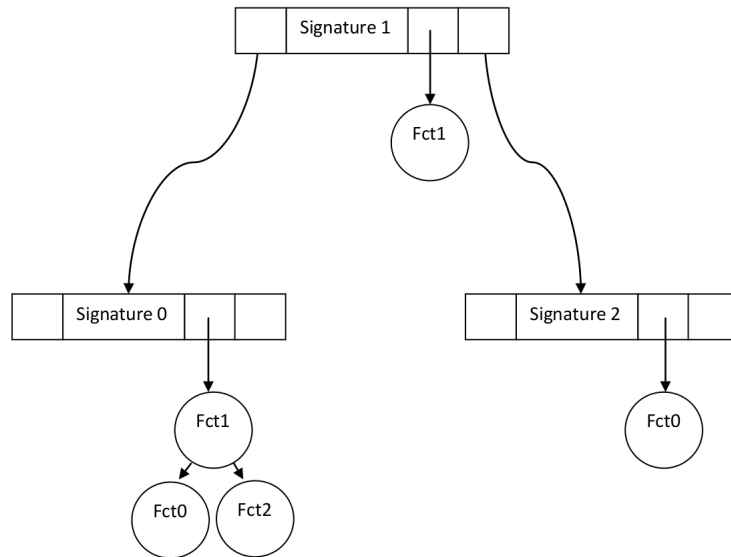 Signature 1
Fct1
Signature 0
Signature 2
Fct1
Fct0
Fct0
Fct2